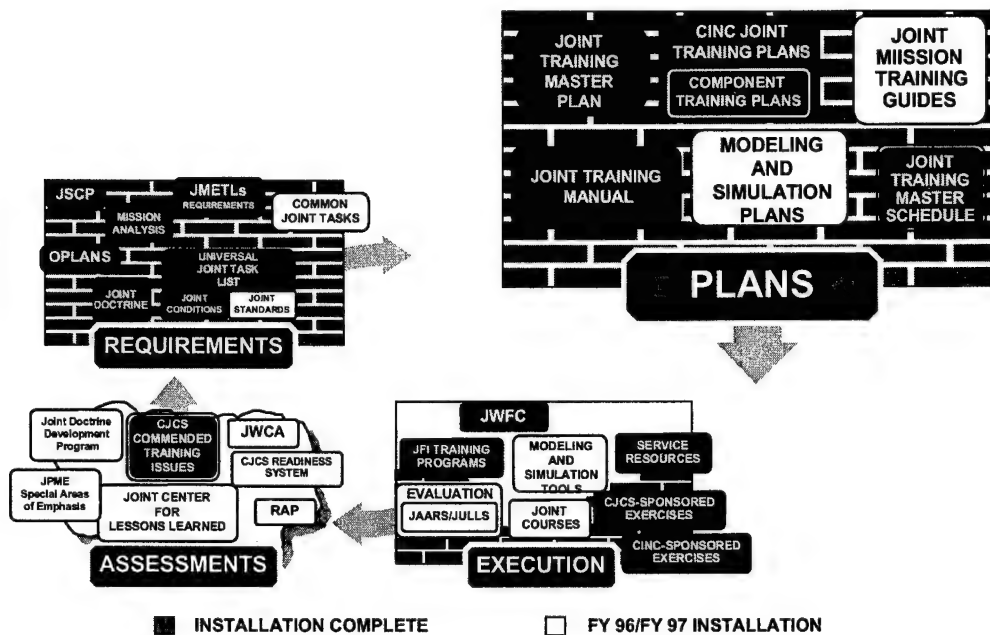 JOINT
TRAINING
MASTER
PLAN
CINC JOINT
TRAINING PLANS
COMPONENT
TRAINING PLANS
JOINT
MIISSION
TRAINING
GUIDES
JOINT TRAINING
MANUAL
MODELING
AND
SIMULATION
PLANS
JOINT
TRAINING
MASTER
SCHEDULE
PLANS
JSCP
JMETLs
REQUIREMENTS
COMMON
JOINT TASKS
MISSION
ANALYSIS
OPLANS
UNIVERSAL
JOINT TASK
LIST
JOINT
DOCTRINE
JOINT
CONDITIONS
JOINT
STANDARDS
REQUIREMENTS
Joint Doctrine
Development
Program
CJCS
COMMENDED
TRAINING
ISSUES
JWCA
CJCS READINESS
SYSTEM
JPME
Special Areas
of Emphasis
JOINT CENTER
FOR
LESSONS LEARNED
RAP
ASSESSMENTS
JWFC
JFI TRAINING
PROGRAMS
MODELING
AND
SIMULATION
TOOLS
SERVICE
RESOURCES
EVALUATION
JAARS/JULLS
JOINT
COURSES
CJCS-SPONSORED
EXERCISES
CINC-SPONSORED
EXERCISES
EXECUTION
INSTALLATION COMPLETE
FY 96/FY 97 INSTALLATION